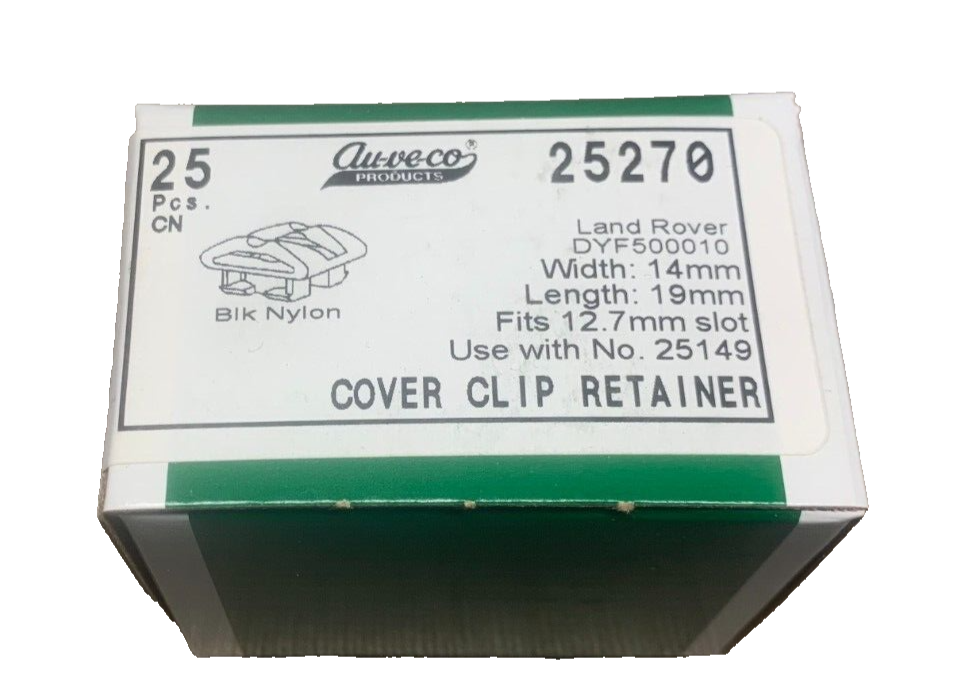 25
Pcs.
CN
au-ve-co®
PRODUCTS
25270
Land Rover
DYF500010
Width: 14mm
Length: 19mm
Fits 12.7mm slot
Use with No. 25149
Blk Nylon
COVER CLIP RETAINER